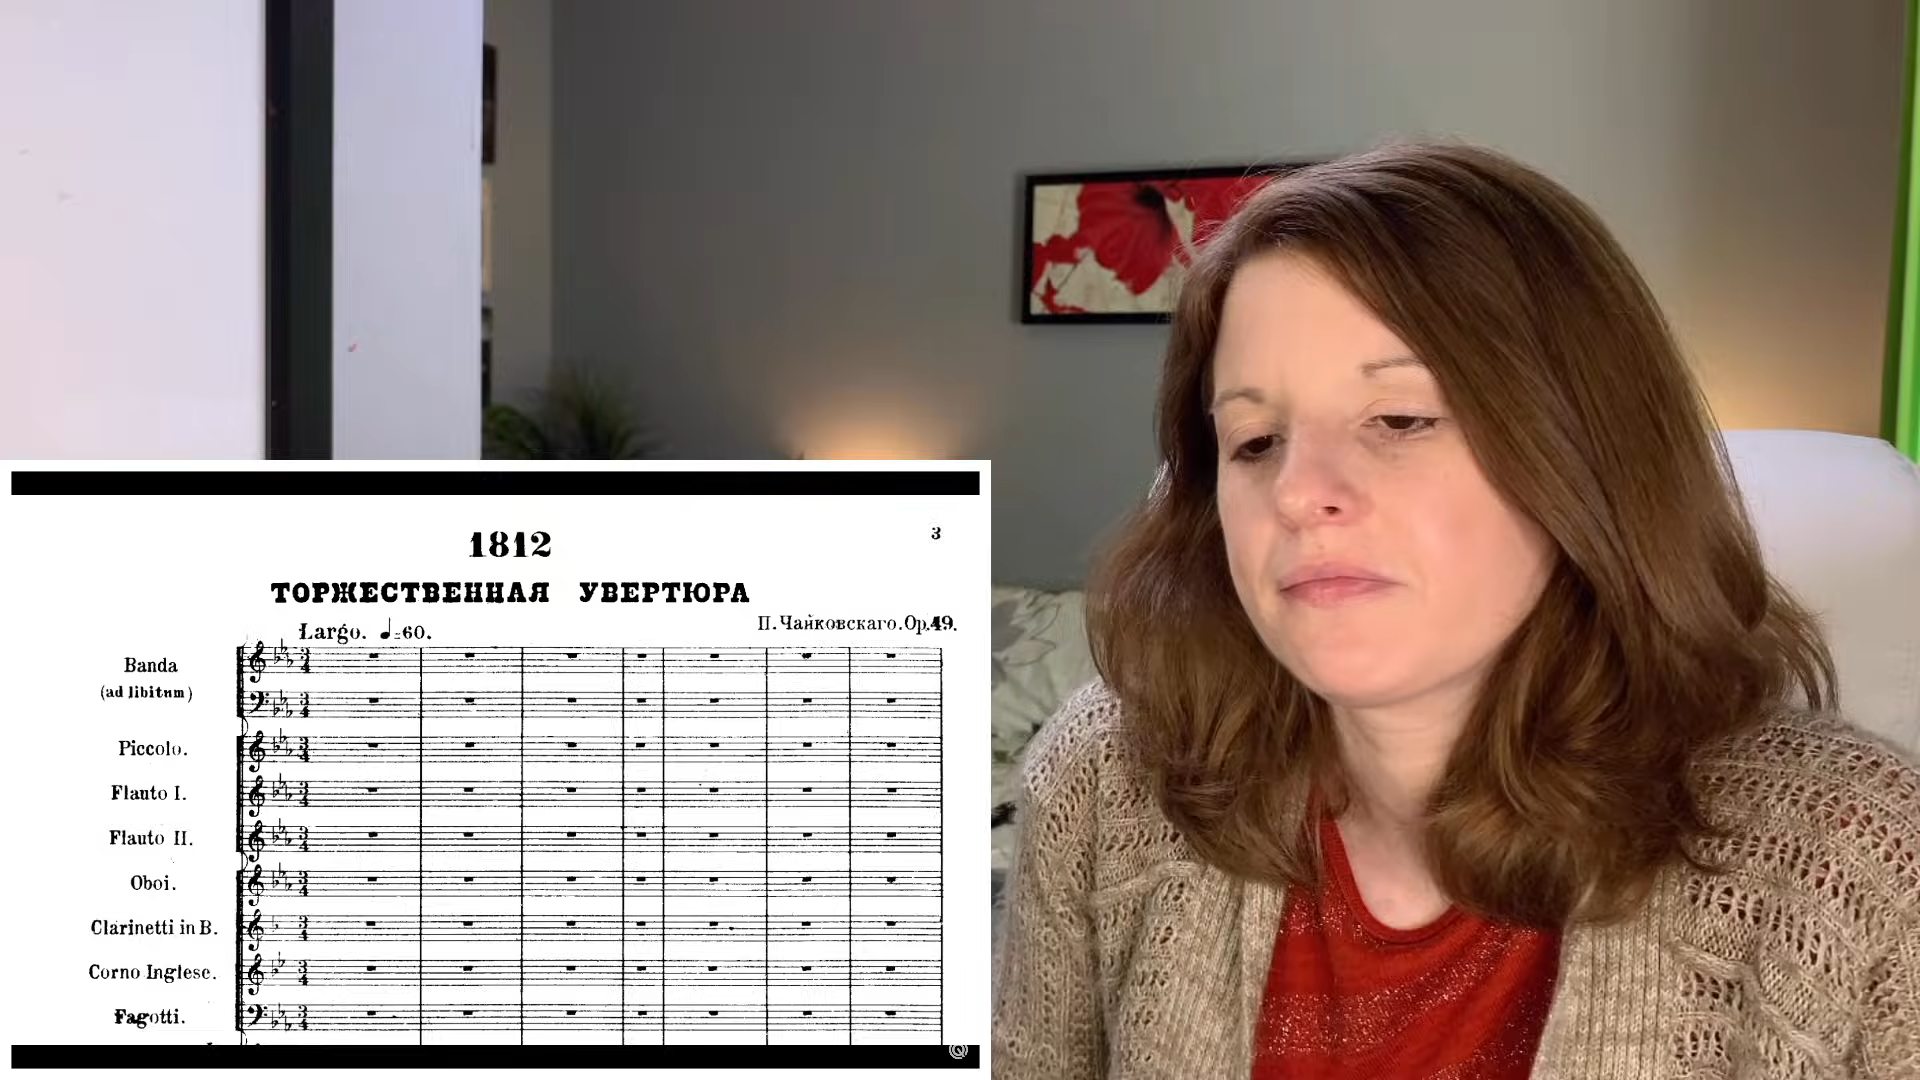 3
1812
ТОРЖЕСТВЕННАЯ УВЕРТЮРА
П.Чайковскаго.Op.49.
Largo. ♩=60.
Banda
(ad libitum)
Piccolo.
Flauto I.
Flauto II.
Oboi.
Clarinetti in B.
Corno Inglese.
Fagotti.